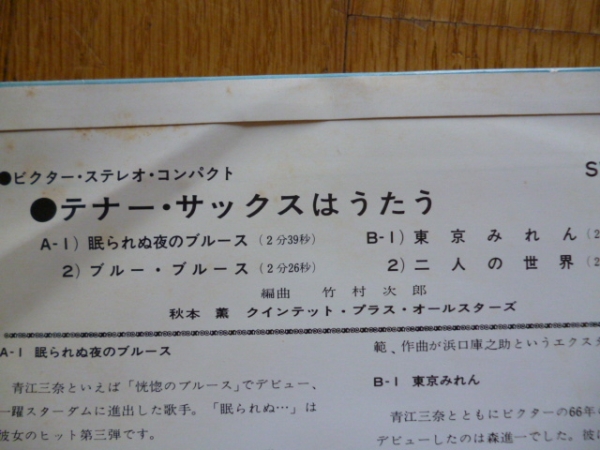 ●ビクター・ステレオ・コンパクト
●テナー・サックスはうたう
A-1) 眠られぬ夜のブルース (2分39秒)
2) ブルー・ブルース (2分26秒)
B-1) 東京みれん (2
2) 二人の世界 (2
編曲 竹村次郎
秋本 薫 クインテット・プラス・オールスターズ
A-1 眠られぬ夜のブルース
青江三奈といえば「恍惚のブルース」でデビュー、
一躍スターダムに進出した歌手。「眠られぬ…」は
彼女のヒット第三弾です。
範、作曲が浜口庫之助というエクス
B-1 東京みれん
青江三奈とともにビクターの66年
デビューしたのは森進一でした。彼